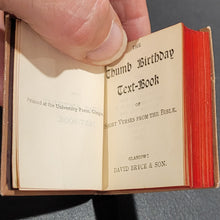 Printed at the University Press, Glasgow
THE
Thumb Birthday
Text-Book
OF
SHORT VERSES FROM THE BIBLE.
GLASGOW:
DAVID BRYCE & SON.